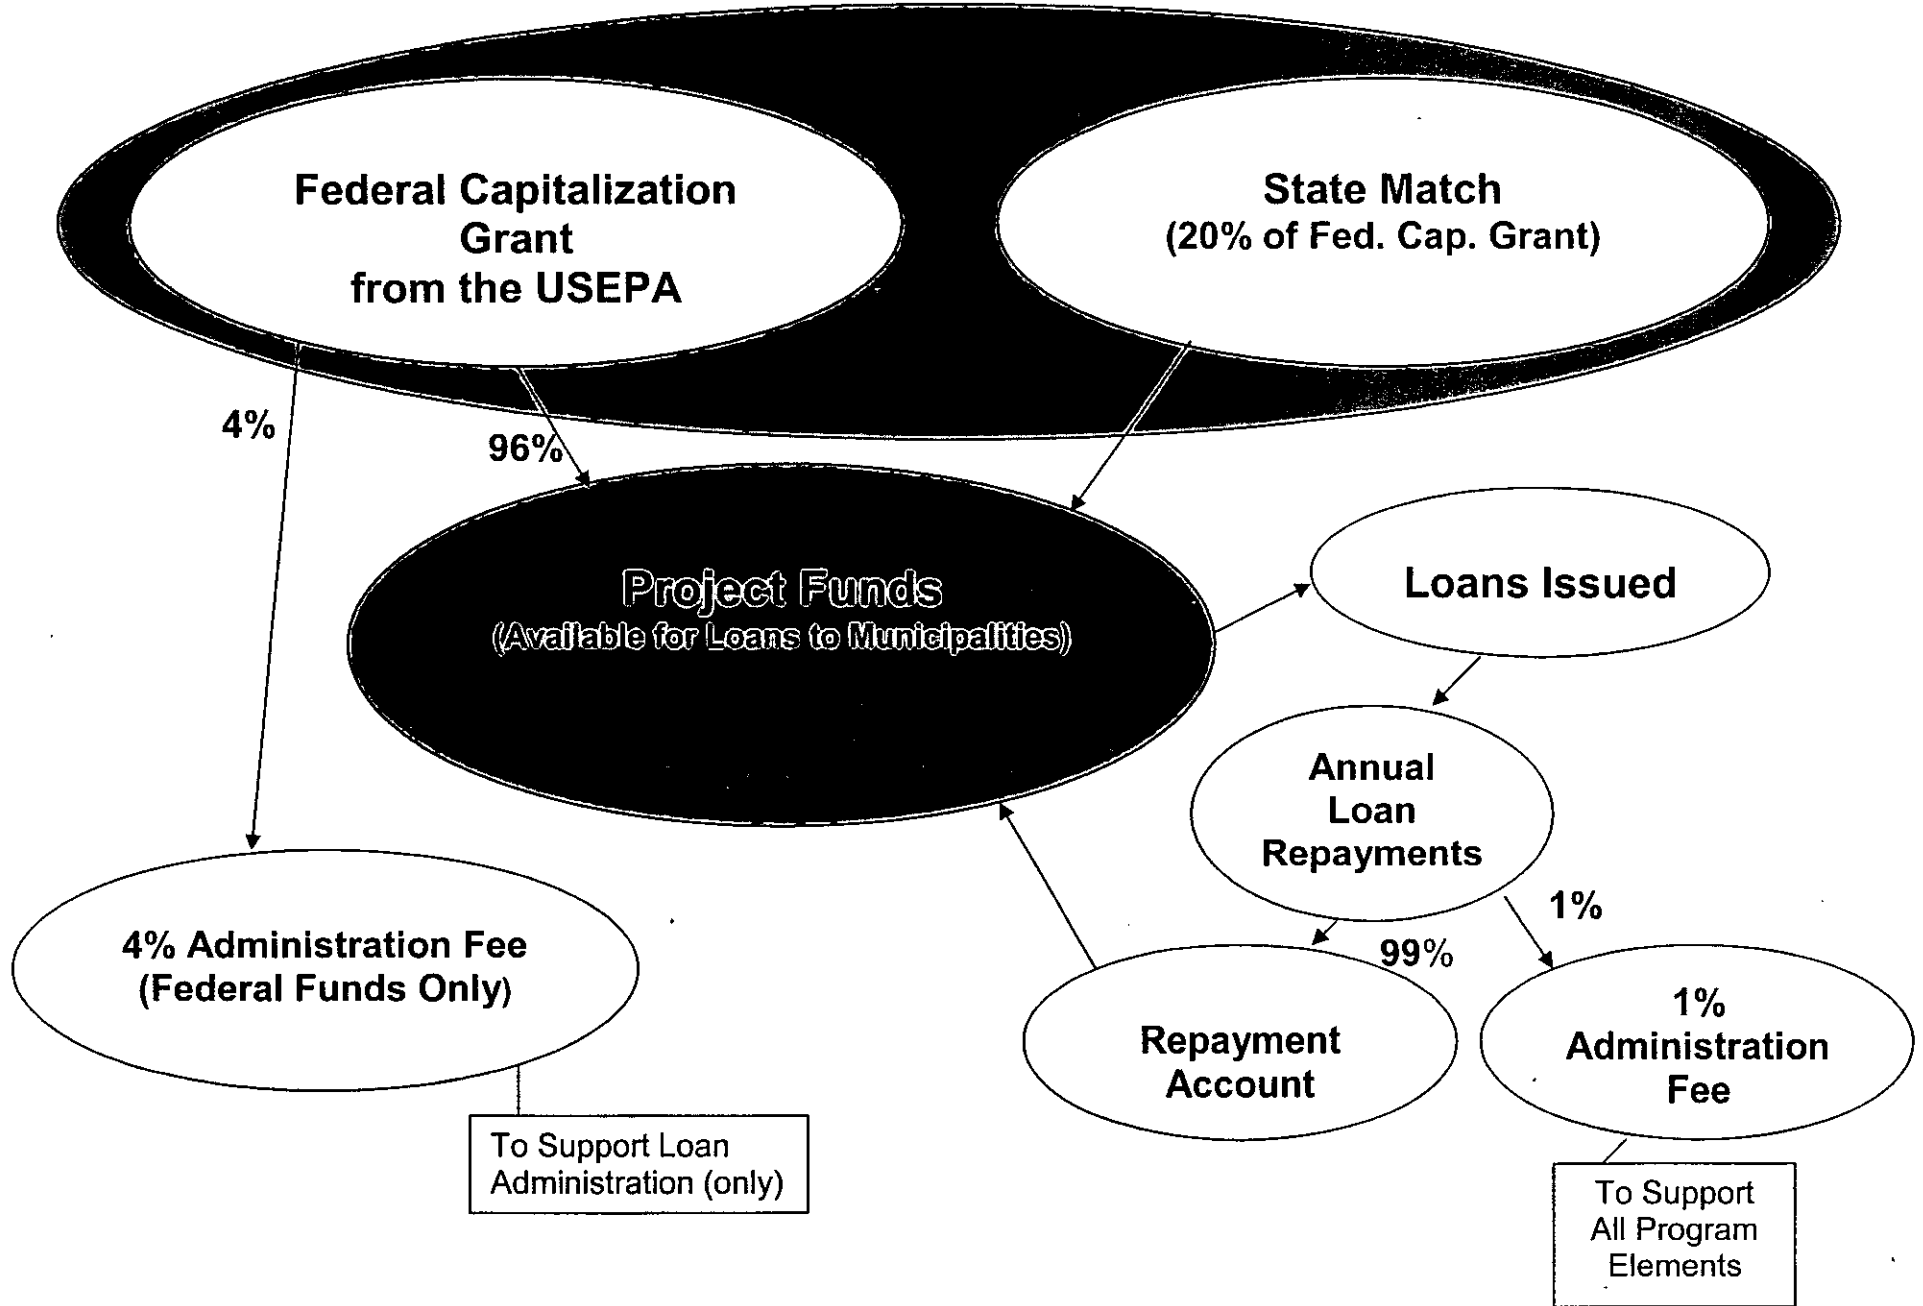 Federal Capitalization
Grant
from the USEPA
State Match
(20% of Fed. Cap. Grant)
4%
96%
Project Funds
(Available for Loans to Municipalities)
Loans Issued
Annual
Loan
Repayments
1%
99%
4% Administration Fee
(Federal Funds Only)
Repayment
Account
1%
Administration
Fee
To Support Loan
Administration (only)
To Support
All Program
Elements